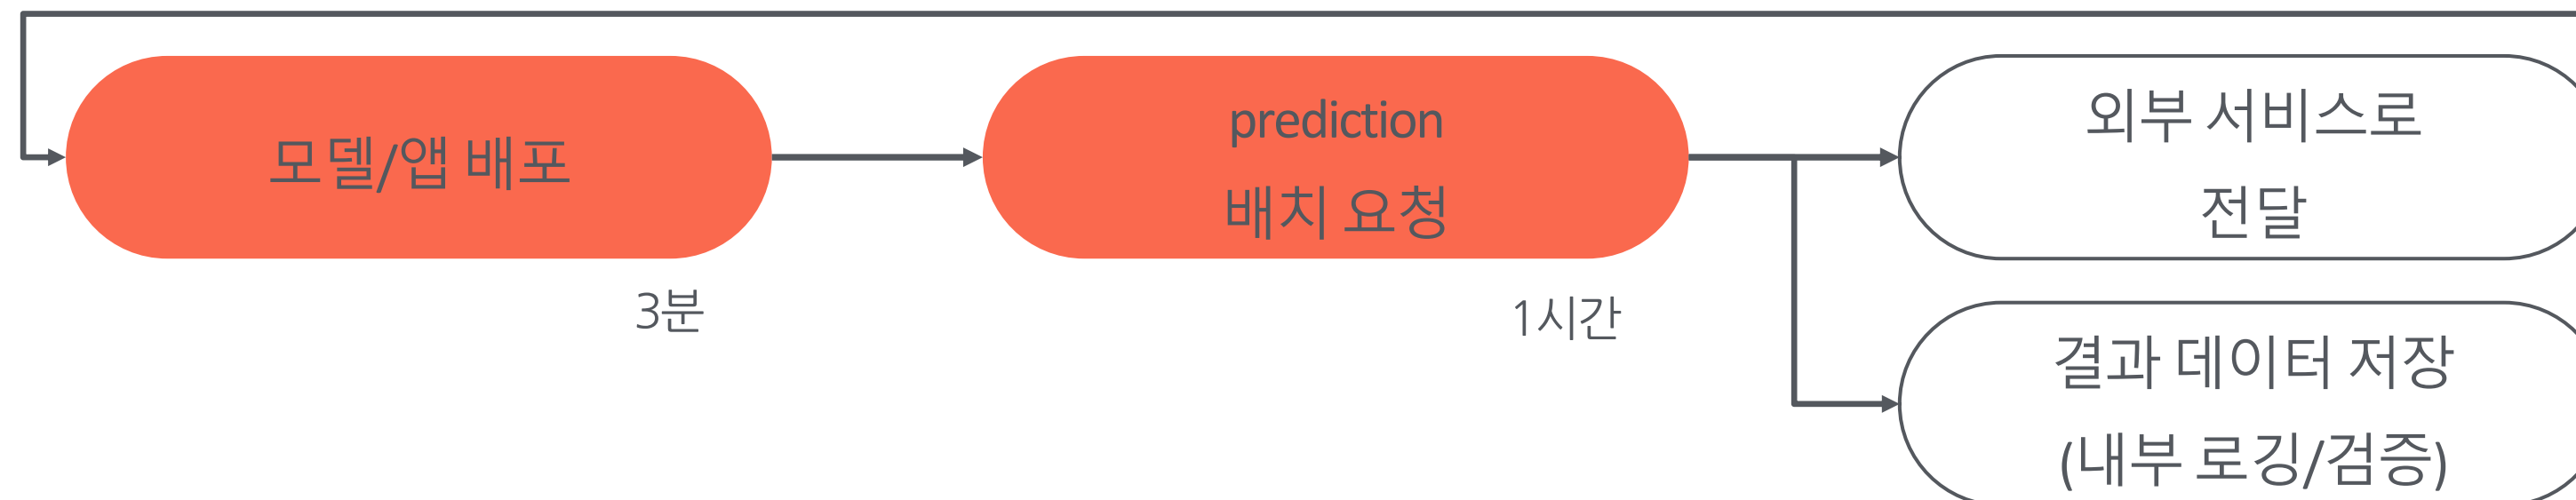 모델/앱 배포
3분
prediction
배치 요청
1시간
외부 서비스로
전달
결과 데이터 저장
(내부 로깅/검증)